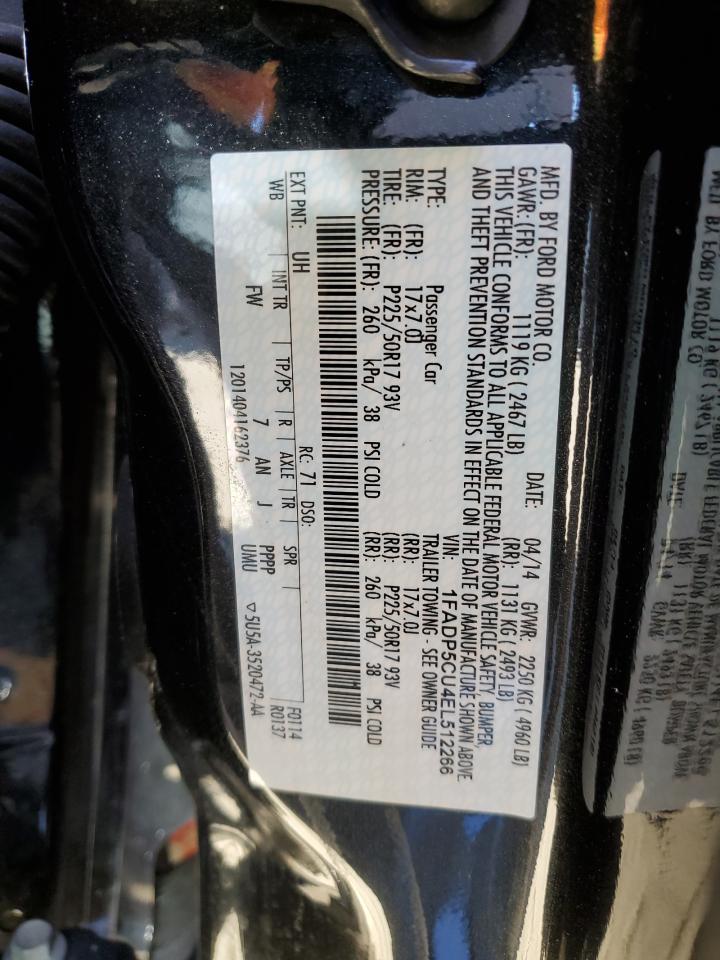 MFD. BY FORD MOTOR CO. DATE: 04/14 GVWR: 2250 KG ( 4960 LB)
GAWR: (FR): 1119 KG ( 2467 LB) (RR): 1131 KG ( 2493 LB)
THIS VEHICLE CONFORMS TO ALL APPLICABLE FEDERAL MOTOR VEHICLE SAFETY, BUMPER,
AND THEFT PREVENTION STANDARDS IN EFFECT ON THE DATE OF MANUFACTURE SHOWN ABOVE.
VIN: 1FADP5CU4EL512266
TYPE: Passenger Car TRAILER TOWING - SEE OWNER GUIDE
RIM: (FR): 17x7.0J (RR): 17x7.0J
TIRE: (FR): P225/50R17 93V (RR): P225/50R17 93V
PRESSURE: (FR): 260 kPa/ 38 PSI COLD (RR): 260 kPa/ 38 PSI COLD
EXT PNT: UH RC: 71 DSO: F0114
WB INT TR TP/PS R AXLE TR SPR R0137
FW 7 AN J PPPP
1201404162376 UMU ▽5U5A-3520472-AA